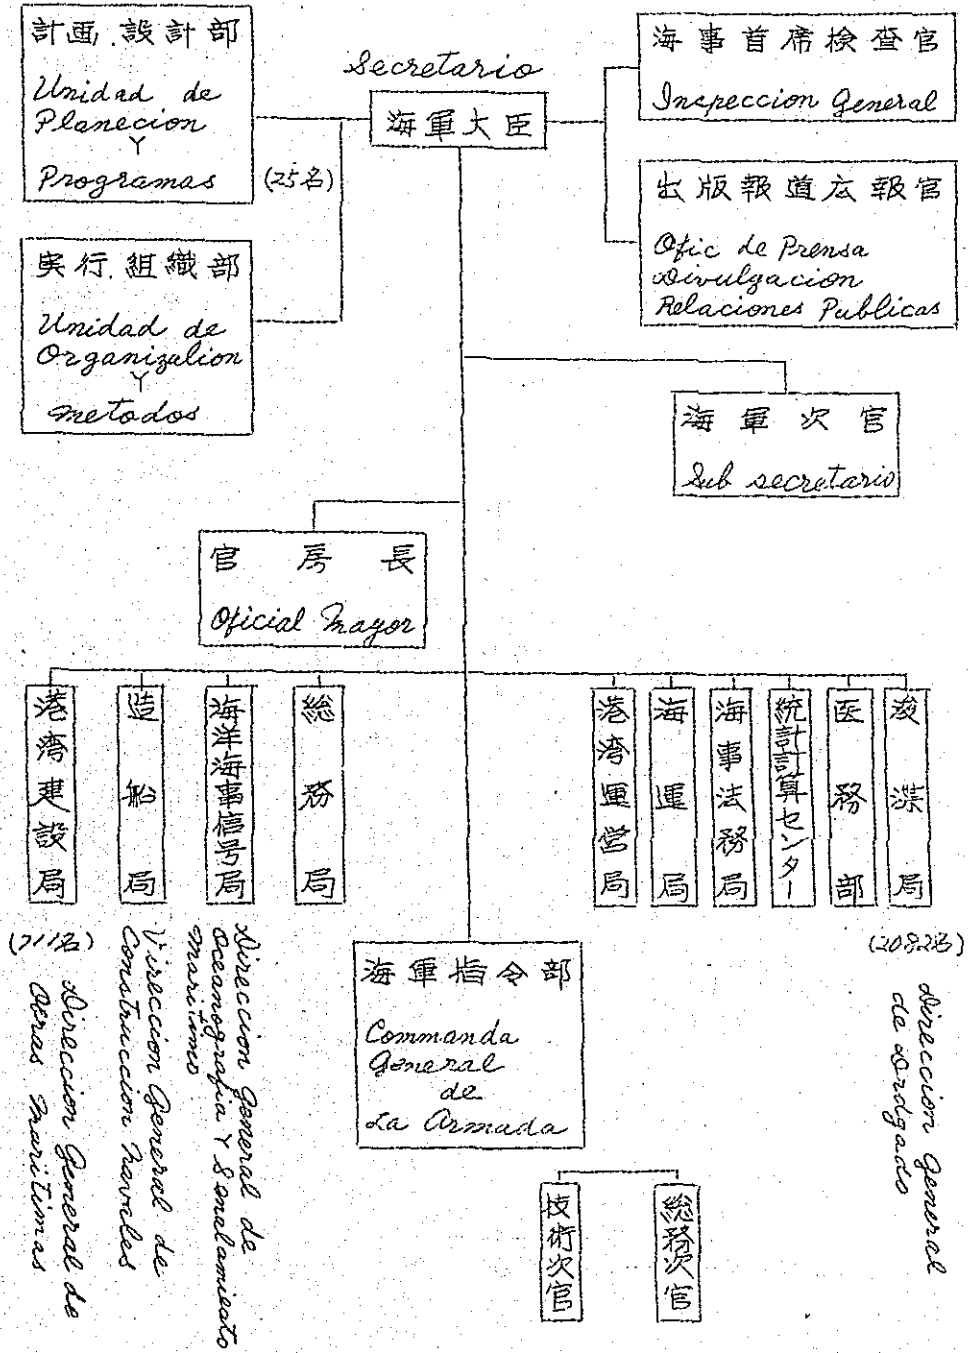 計画.設計部
Unidad de
Planecion
Y
Programas
(25名)
実行.組織部
Unidad de
Organizalion
Y
metodos
Secretario
海軍大臣
海事首席検査官
Inspeccion General
出版報道広報官
Ofic de Prensa
Divulgacion
Relaciones Publicas
海軍次官
Sub secretario
官房長
Oficial Mayor
港湾建設局
(711名)
Direccion General de
Obras Maritimas
造船局
Direccion General de
Construccion Navales
海洋海事信号局
Direccion General de
Oceanografia Y Senalamiento
maritimo
総務局
港湾運営局
海運局
海事法務局
統計計算センター
医務部
浚渫局
(2082名)
Direccion General
de Drdgado
海軍指令部
Commanda
General
de
La Armada
技術次官
総務次官